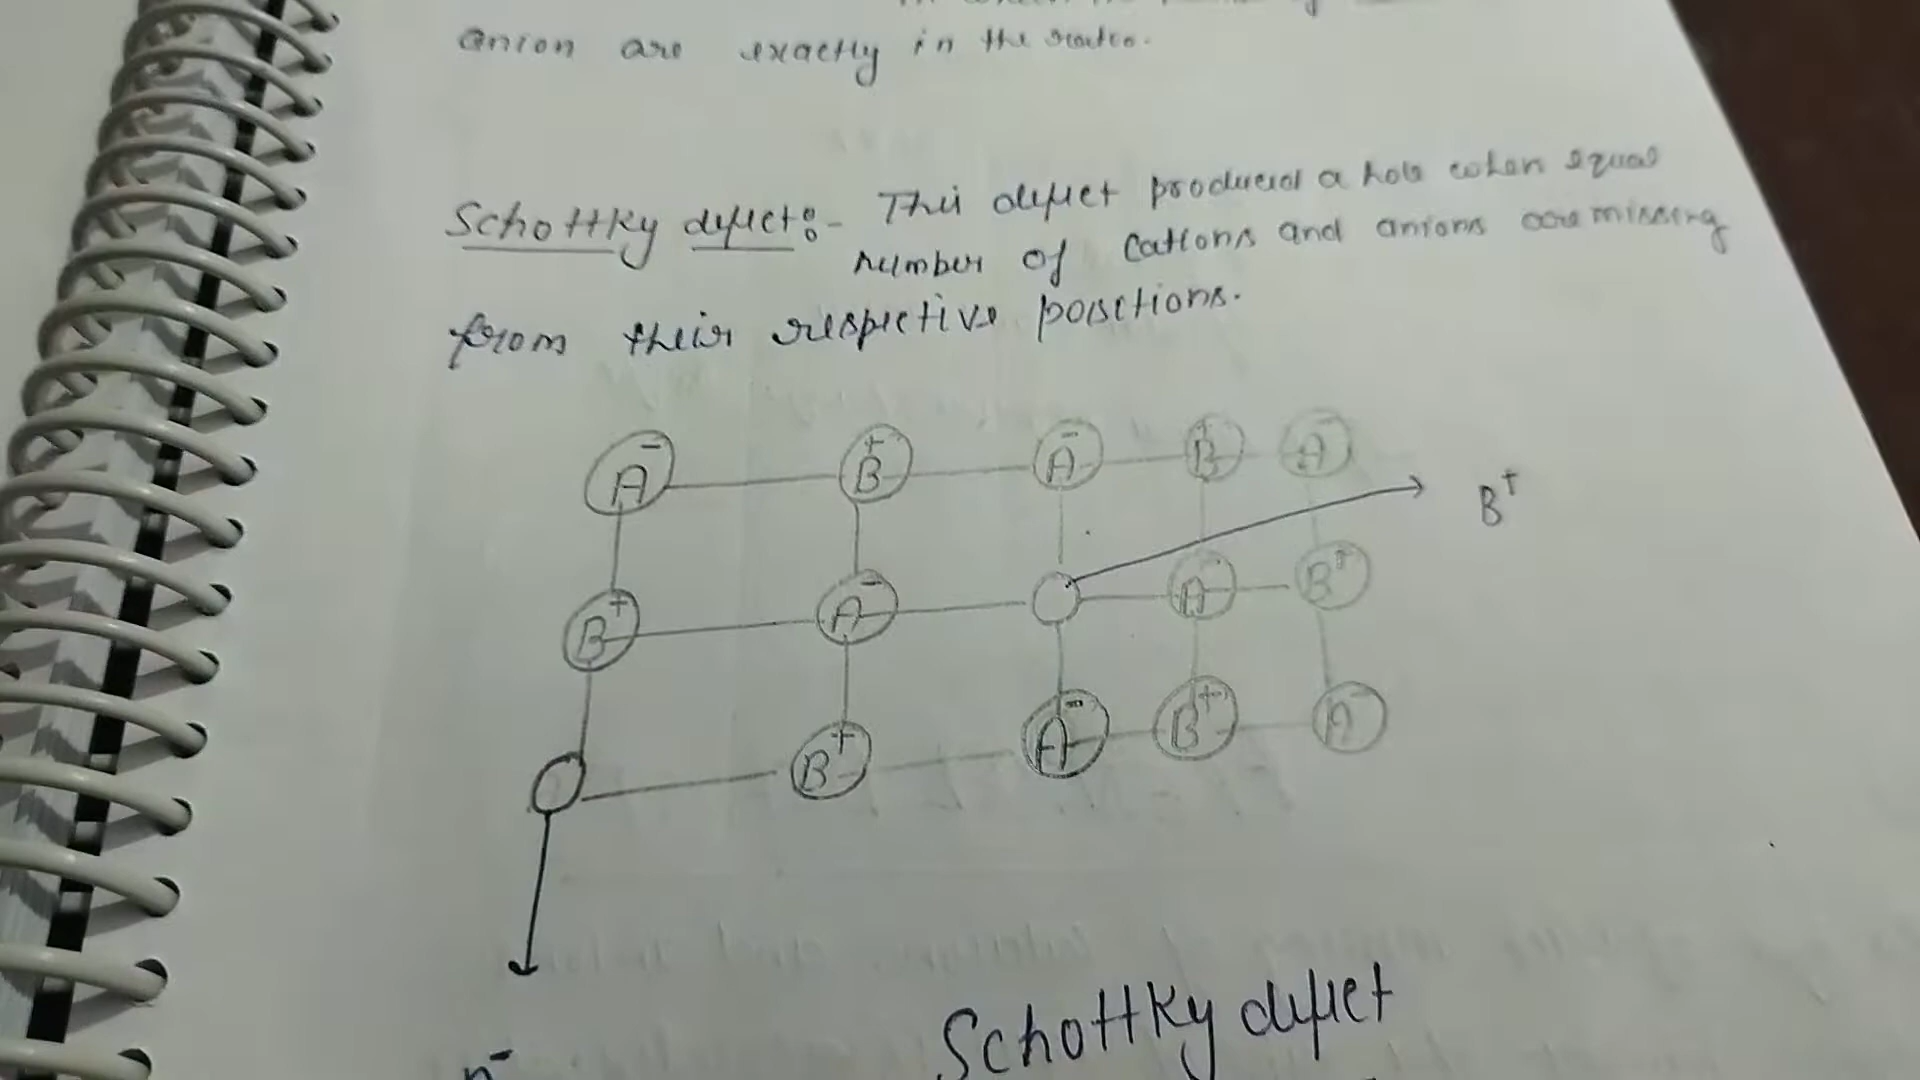 anion are exactly in the ratio.
Schottky defect:- This defect produced a hole when equal
number of cations and anions are missing
from their respective positions.
A⁻ B⁺ A⁻ B⁺ A⁻
B⁺
B⁺ A⁻ A⁻ B⁺
B⁺ A⁻ B⁺ A⁻
Schottky defect